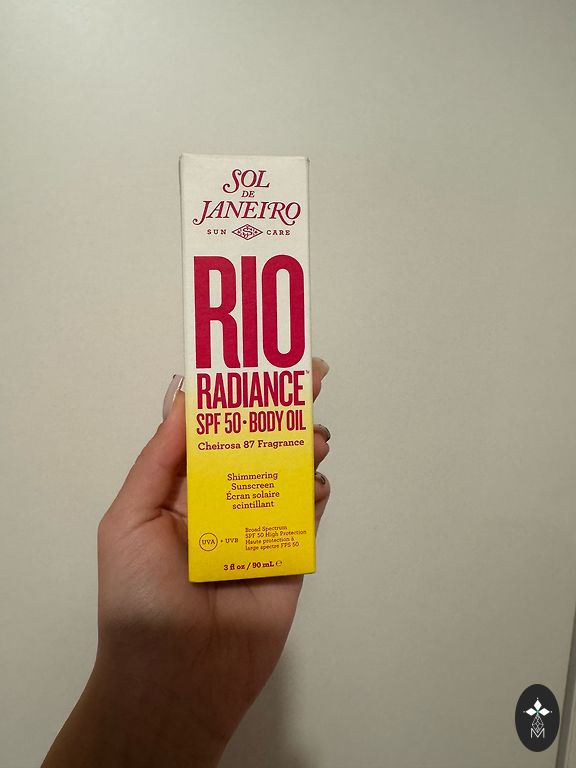 SOL
DE
JANEIRO
SUN CARE
RIO
RADIANCE™
SPF 50 • BODY OIL
Cheirosa 87 Fragrance
Shimmering
Sunscreen
Écran solaire
scintillant
UVA + UVB
Broad Spectrum
SPF 50 High Protection
Haute protection à
large spectre FPS 50
3 fl oz / 90 mL ℮
M